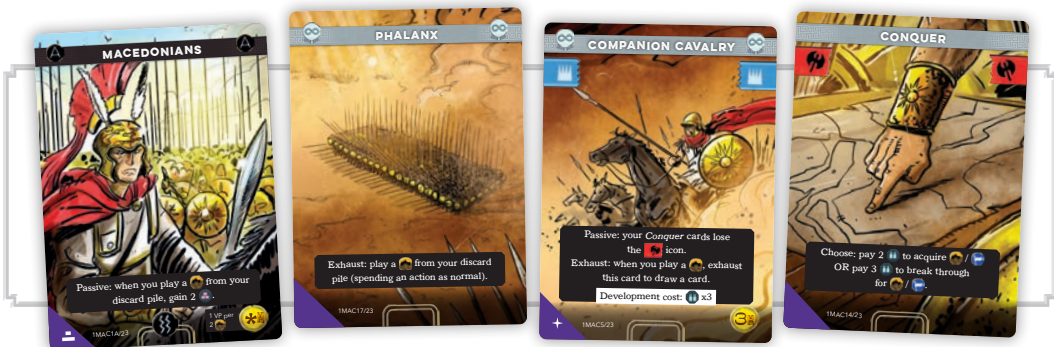 MACEDONIANS
Passive: when you play a from your
discard pile, gain 2 .
1 VP per
2
1MAC1A/23
PHALANX
Exhaust: play a from your discard
pile (spending an action as normal).
1MAC17/23
COMPANION CAVALRY
Passive: your Conquer cards lose
the icon.
Exhaust: when you play a , exhaust
this card to draw a card.
Development cost: x3
1MAC5/23
3
CONQUER
Choose: pay 2 to acquire /
OR pay 3 to break through
for / .
1MAC14/23